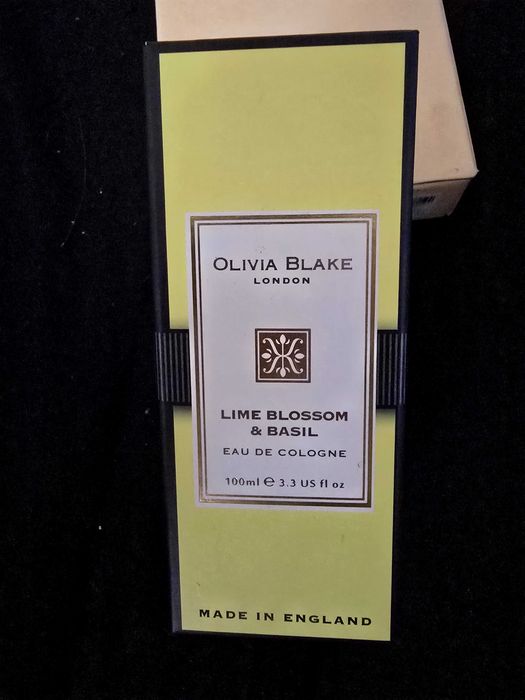 OLIVIA BLAKE
LONDON
LIME BLOSSOM
& BASIL
EAU DE COLOGNE
100ml ℮ 3.3 US fl oz
MADE IN ENGLAND